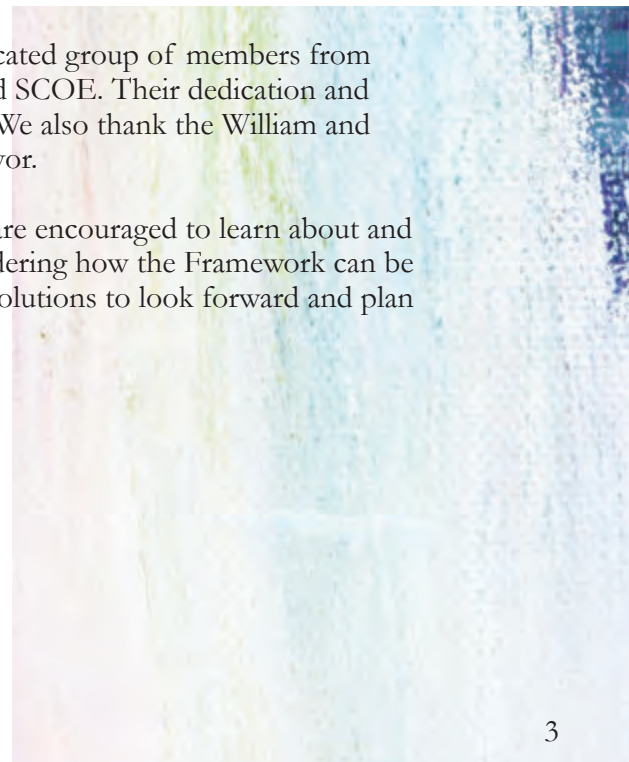 cated group of members from
d SCOE. Their dedication and
We also thank the William and
vor.
are encouraged to learn about and
dering how the Framework can be
olutions to look forward and plan
3